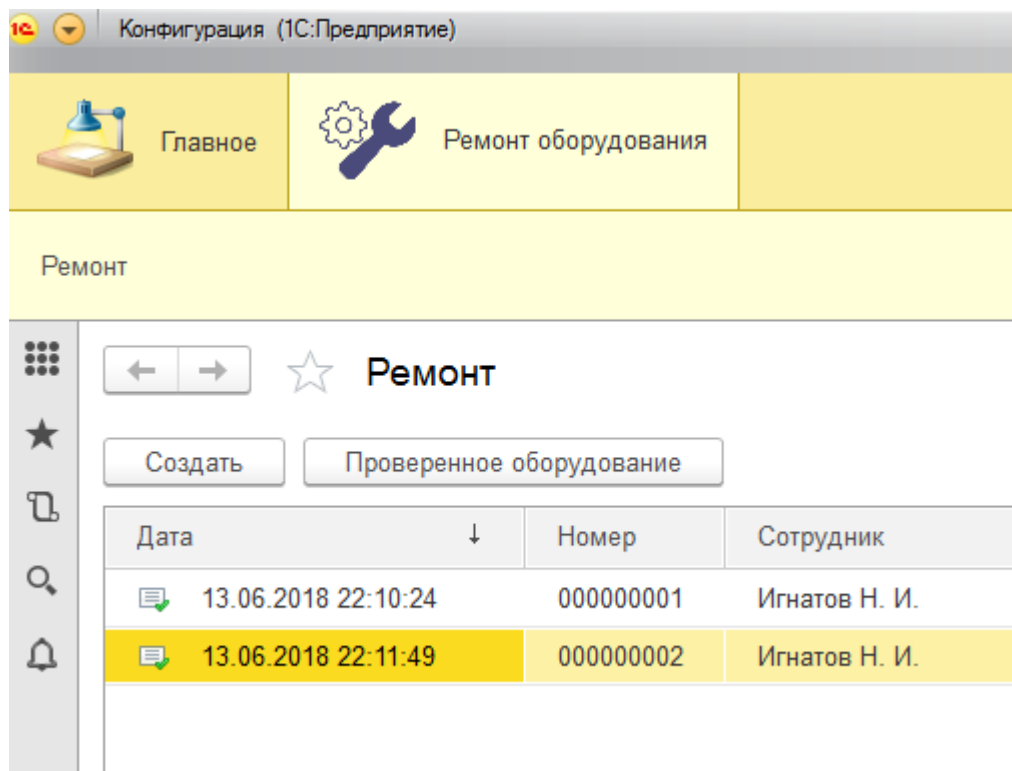 1С Конфигурация (1С:Предприятие)
Главное Ремонт оборудования
Ремонт
Ремонт
Создать Проверенное оборудование
Дата ↓ Номер Сотрудник
13.06.2018 22:10:24 000000001 Игнатов Н. И.
13.06.2018 22:11:49 000000002 Игнатов Н. И.